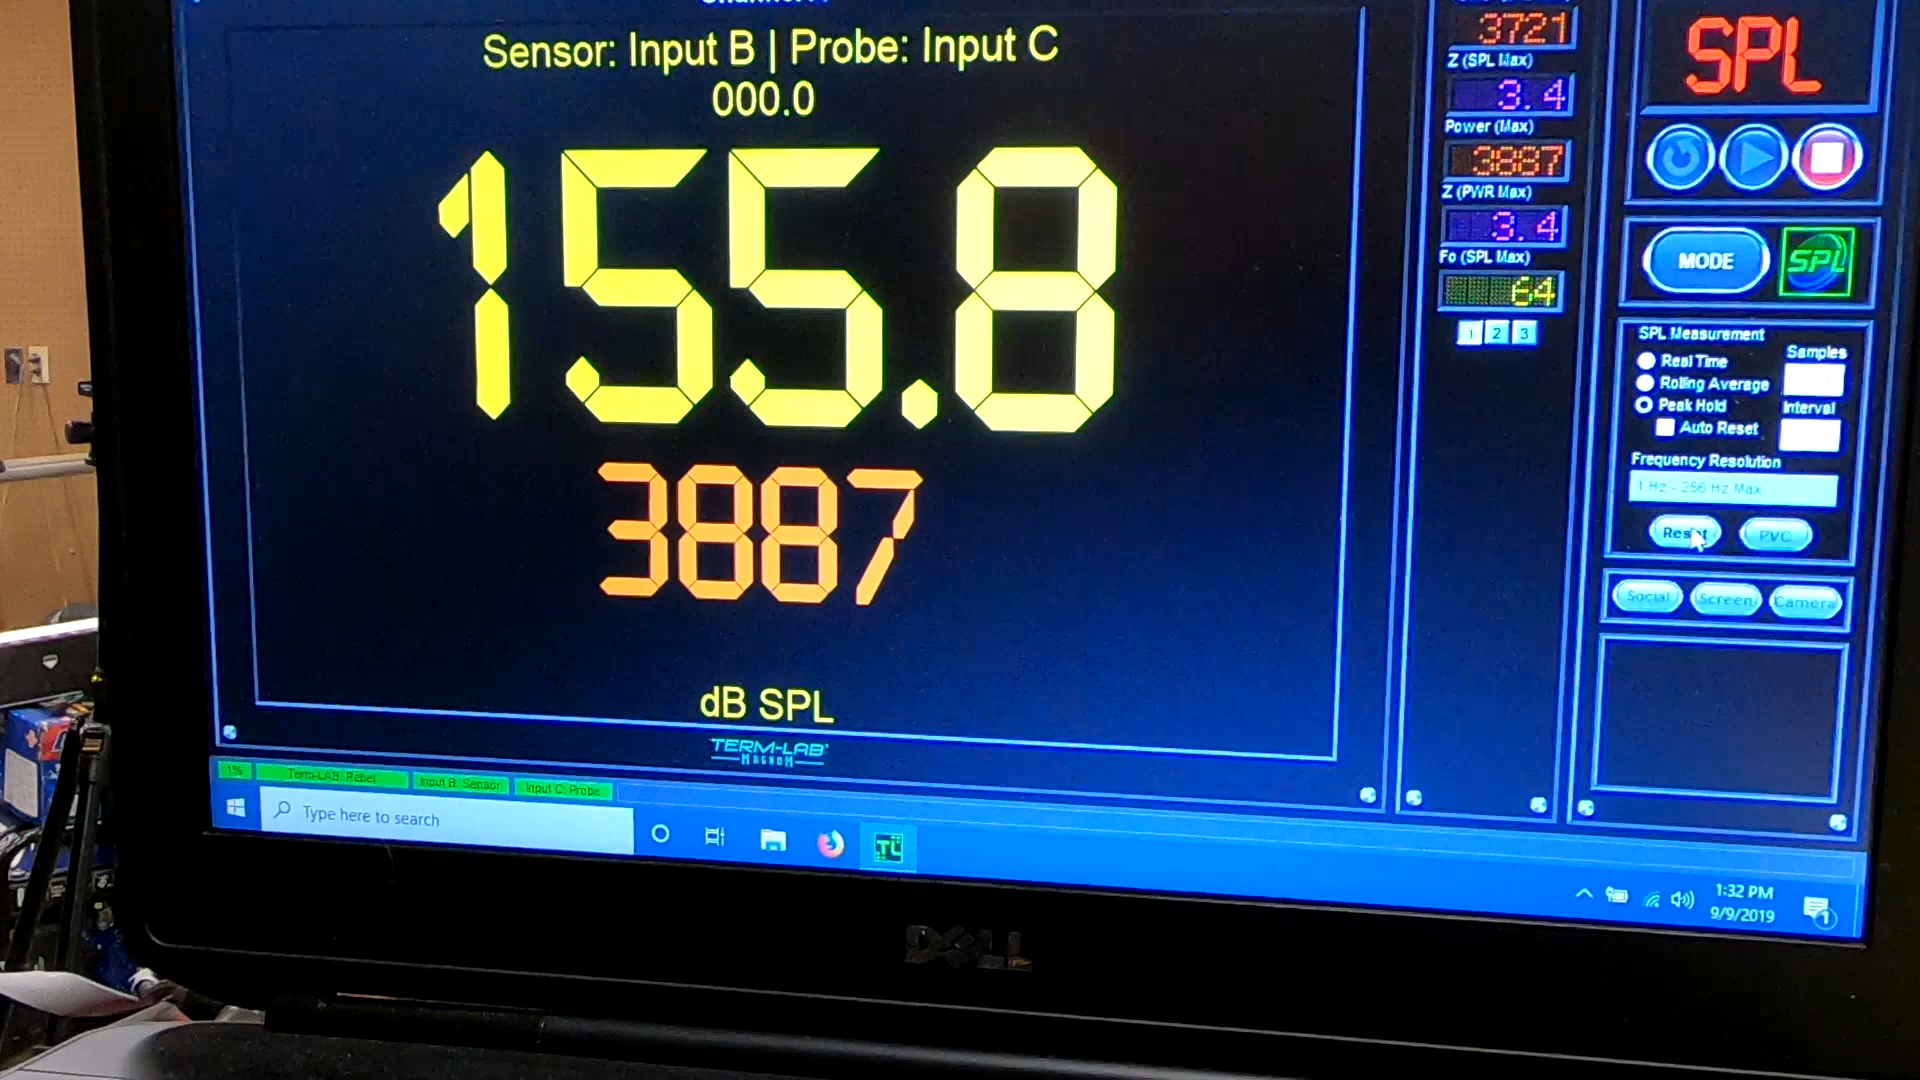 Sensor: Input B | Probe: Input C
000.0
155.8
3887
dB SPL
TERM-LAB
MAGNUM
3721
Z (SPL Max)
3.4
Power (Max)
3887
Z (PWR Max)
3.4
Fo (SPL Max)
64
1 2 3
SPL
MODE
SPL
SPL Measurement
Samples
Real Time
Rolling Average
Peak Hold
Interval
Auto Reset
Frequency Resolution
1 Hz - 256 Hz Max
Reset
PVC
Social
Screen
Camera
1%
Term-LAB: Rebel
Input B: Sensor
Input C: Probe
Type here to search
TL
1:32 PM
9/9/2019
1
DELL